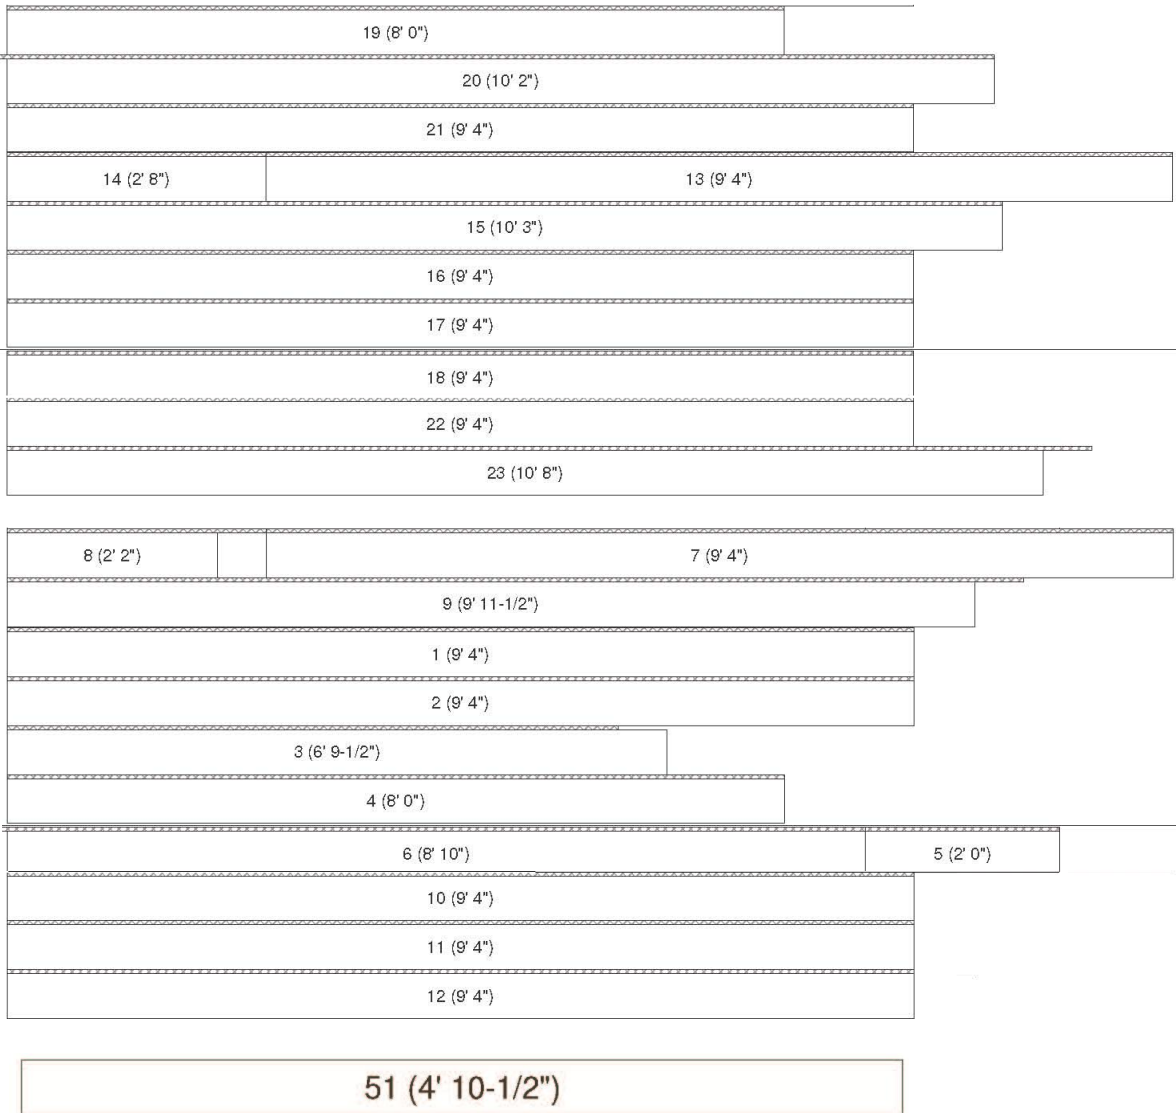 19 (8' 0")
20 (10' 2")
21 (9' 4")
14 (2' 8") 13 (9' 4")
15 (10' 3")
16 (9' 4")
17 (9' 4")
18 (9' 4")
22 (9' 4")
23 (10' 8")
8 (2' 2") 7 (9' 4")
9 (9' 11-1/2")
1 (9' 4")
2 (9' 4")
3 (6' 9-1/2")
4 (8' 0")
6 (8' 10") 5 (2' 0")
10 (9' 4")
11 (9' 4")
12 (9' 4")
51 (4' 10-1/2")